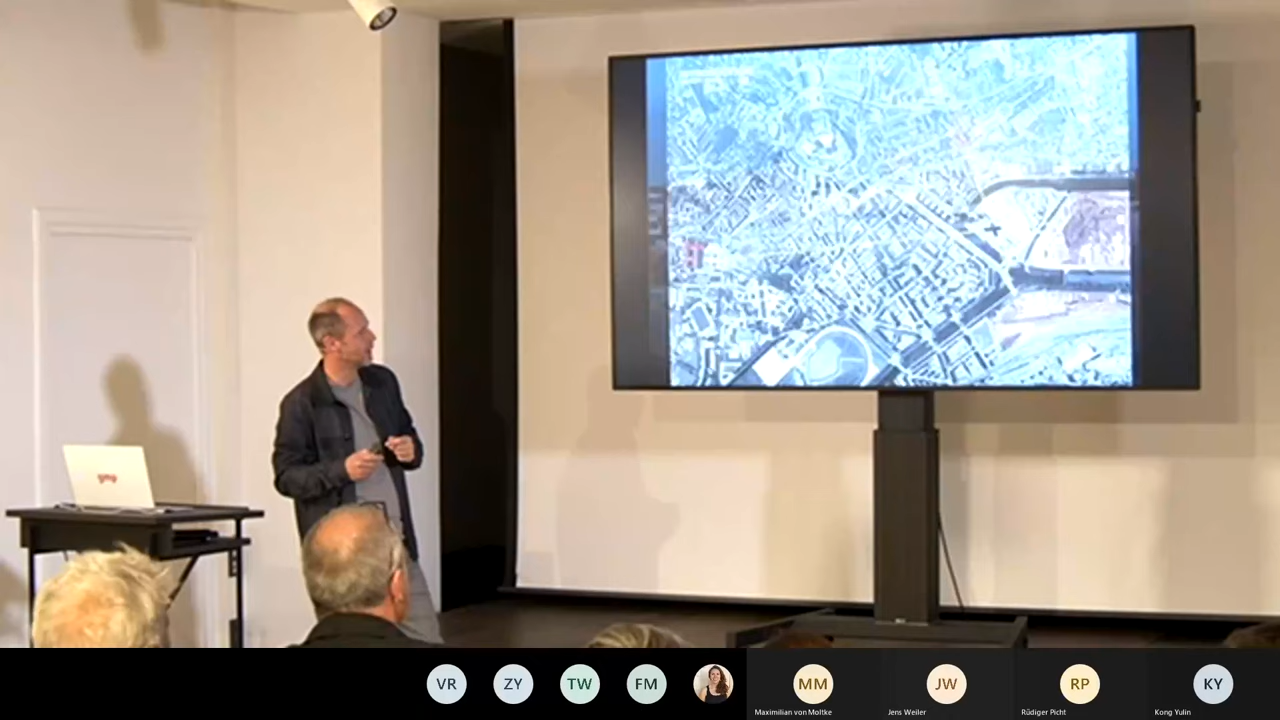 VR
ZY
TW
FM
MM
JW
RP
KY
Maximilian von Moltke
Jens Weiler
Rüdiger Picht
Kong Yulin